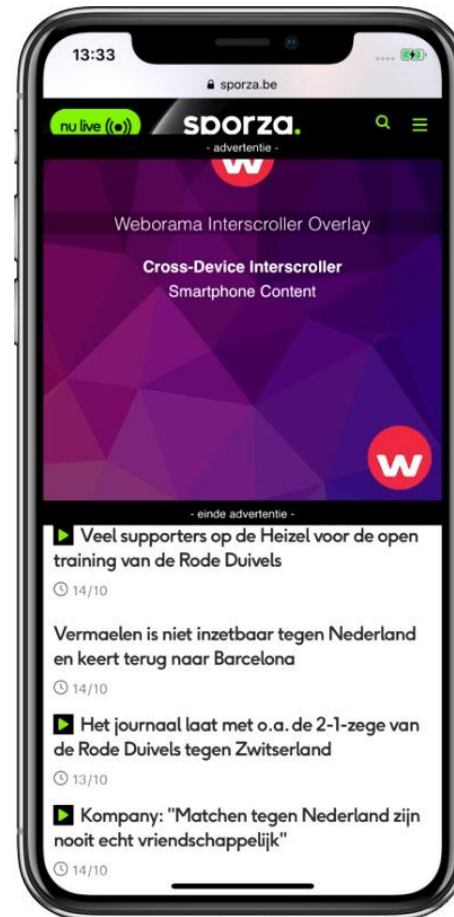 13:33
sporza.be
nu live ((●))
sporza.
- advertentie -
W
Weborama Interscroller Overlay
Cross-Device Interscroller
Smartphone Content
W
- einde advertentie -
Veel supporters op de Heizel voor de open
training van de Rode Duivels
14/10
Vermaelen is niet inzetbaar tegen Nederland
en keert terug naar Barcelona
14/10
Het journaal laat met o.a. de 2-1-zege van
de Rode Duivels tegen Zwitserland
13/10
Kompany: "Matchen tegen Nederland zijn
nooit echt vriendschappelijk"
14/10